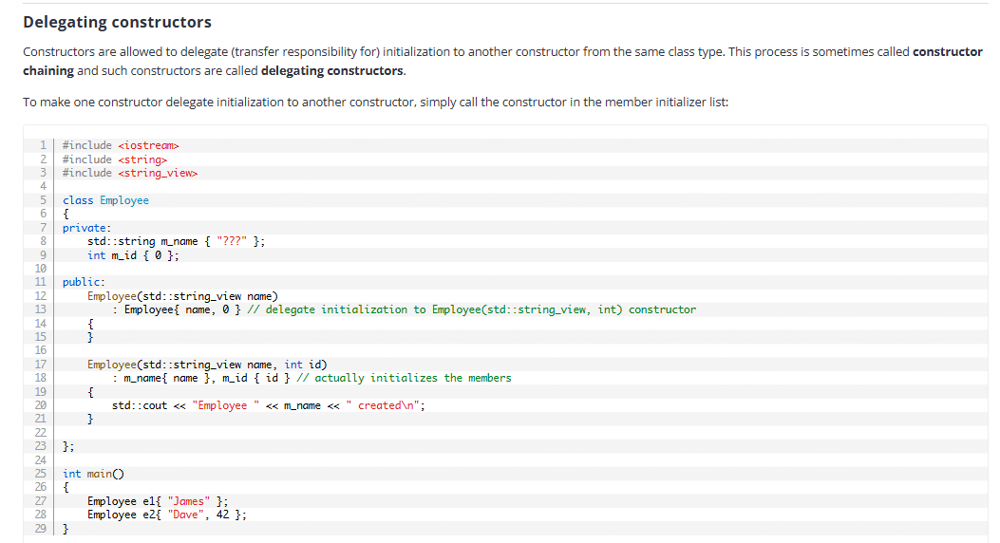 Delegating constructors
Constructors are allowed to delegate (transfer responsibility for) initialization to another constructor from the same class type. This process is sometimes called constructor
chaining and such constructors are called delegating constructors.
To make one constructor delegate initialization to another constructor, simply call the constructor in the member initializer list:
1 #include <iostream>
2 #include <string>
3 #include <string_view>
4
5 class Employee
6 {
7 private:
8     std::string m_name { "???" };
9     int m_id { 0 };
10
11 public:
12     Employee(std::string_view name)
13         : Employee{ name, 0 } // delegate initialization to Employee(std::string_view, int) constructor
14     {
15     }
16
17     Employee(std::string_view name, int id)
18         : m_name{ name }, m_id { id } // actually initializes the members
19     {
20         std::cout << "Employee " << m_name << " created\n";
21     }
22
23 };
24
25 int main()
26 {
27     Employee e1{ "James" };
28     Employee e2{ "Dave", 42 };
29 }